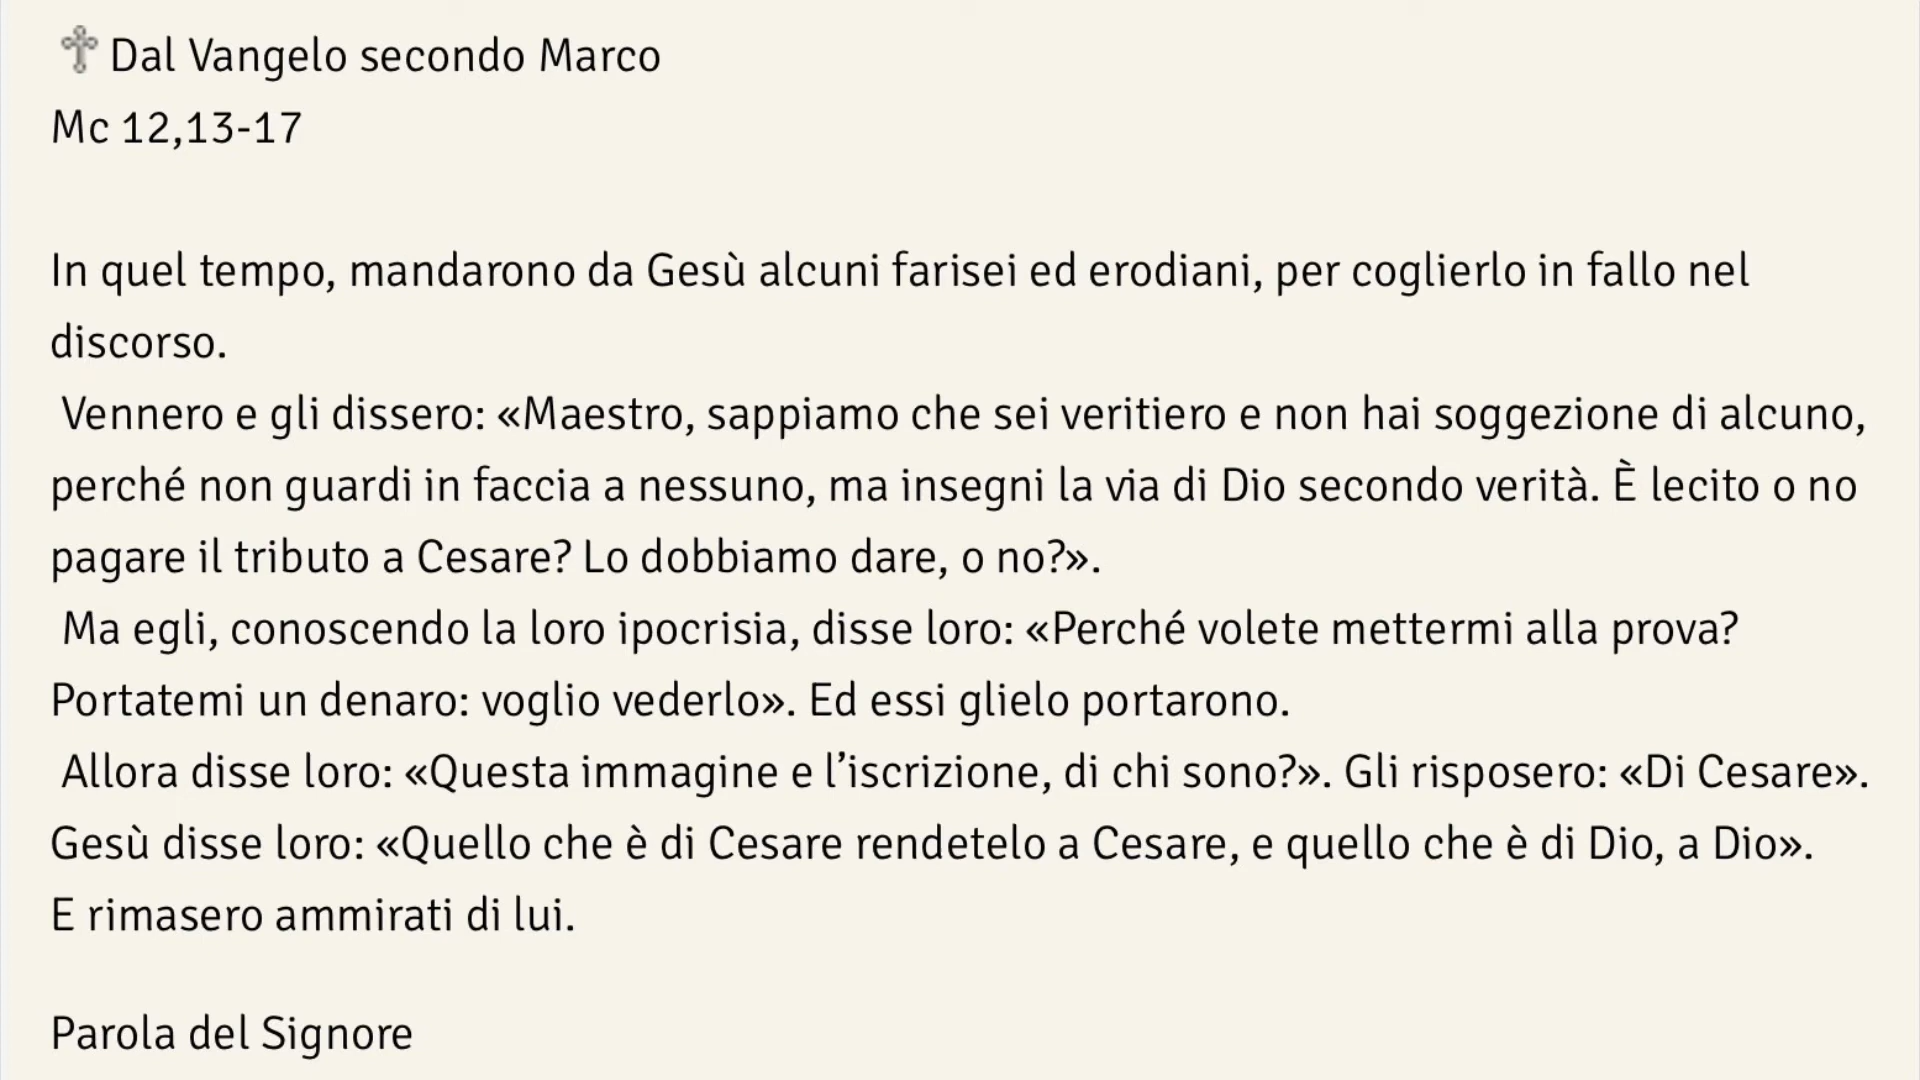 Dal Vangelo secondo Marco
Mc 12,13-17
In quel tempo, mandarono da Gesù alcuni farisei ed erodiani, per coglierlo in fallo nel
discorso.
Vennero e gli dissero: «Maestro, sappiamo che sei veritiero e non hai soggezione di alcuno,
perché non guardi in faccia a nessuno, ma insegni la via di Dio secondo verità. È lecito o no
pagare il tributo a Cesare? Lo dobbiamo dare, o no?».
Ma egli, conoscendo la loro ipocrisia, disse loro: «Perché volete mettermi alla prova?
Portatemi un denaro: voglio vederlo». Ed essi glielo portarono.
Allora disse loro: «Questa immagine e l’iscrizione, di chi sono?». Gli risposero: «Di Cesare».
Gesù disse loro: «Quello che è di Cesare rendetelo a Cesare, e quello che è di Dio, a Dio».
E rimasero ammirati di lui.
Parola del Signore